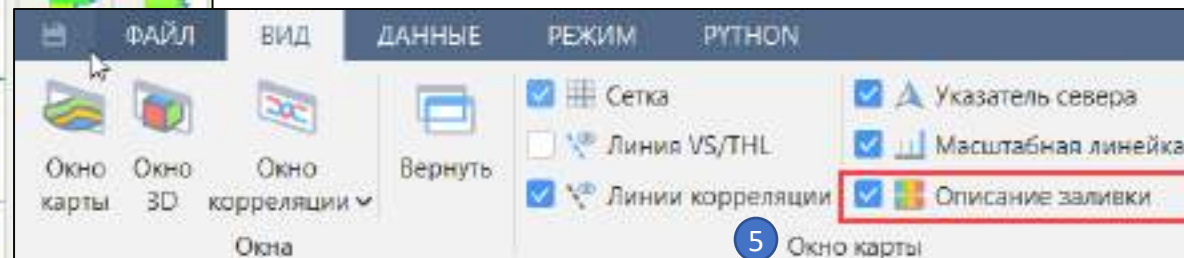 ФАЙЛ ВИД ДАННЫЕ РЕЖИМ PYTHON
Окно карты
Окно 3D
Окно корреляции
Вернуть
Окна
Сетка
Линия VS/THL
Линии корреляции
Указатель севера
Масштабная линейка
Описание заливки
5
Окно карты